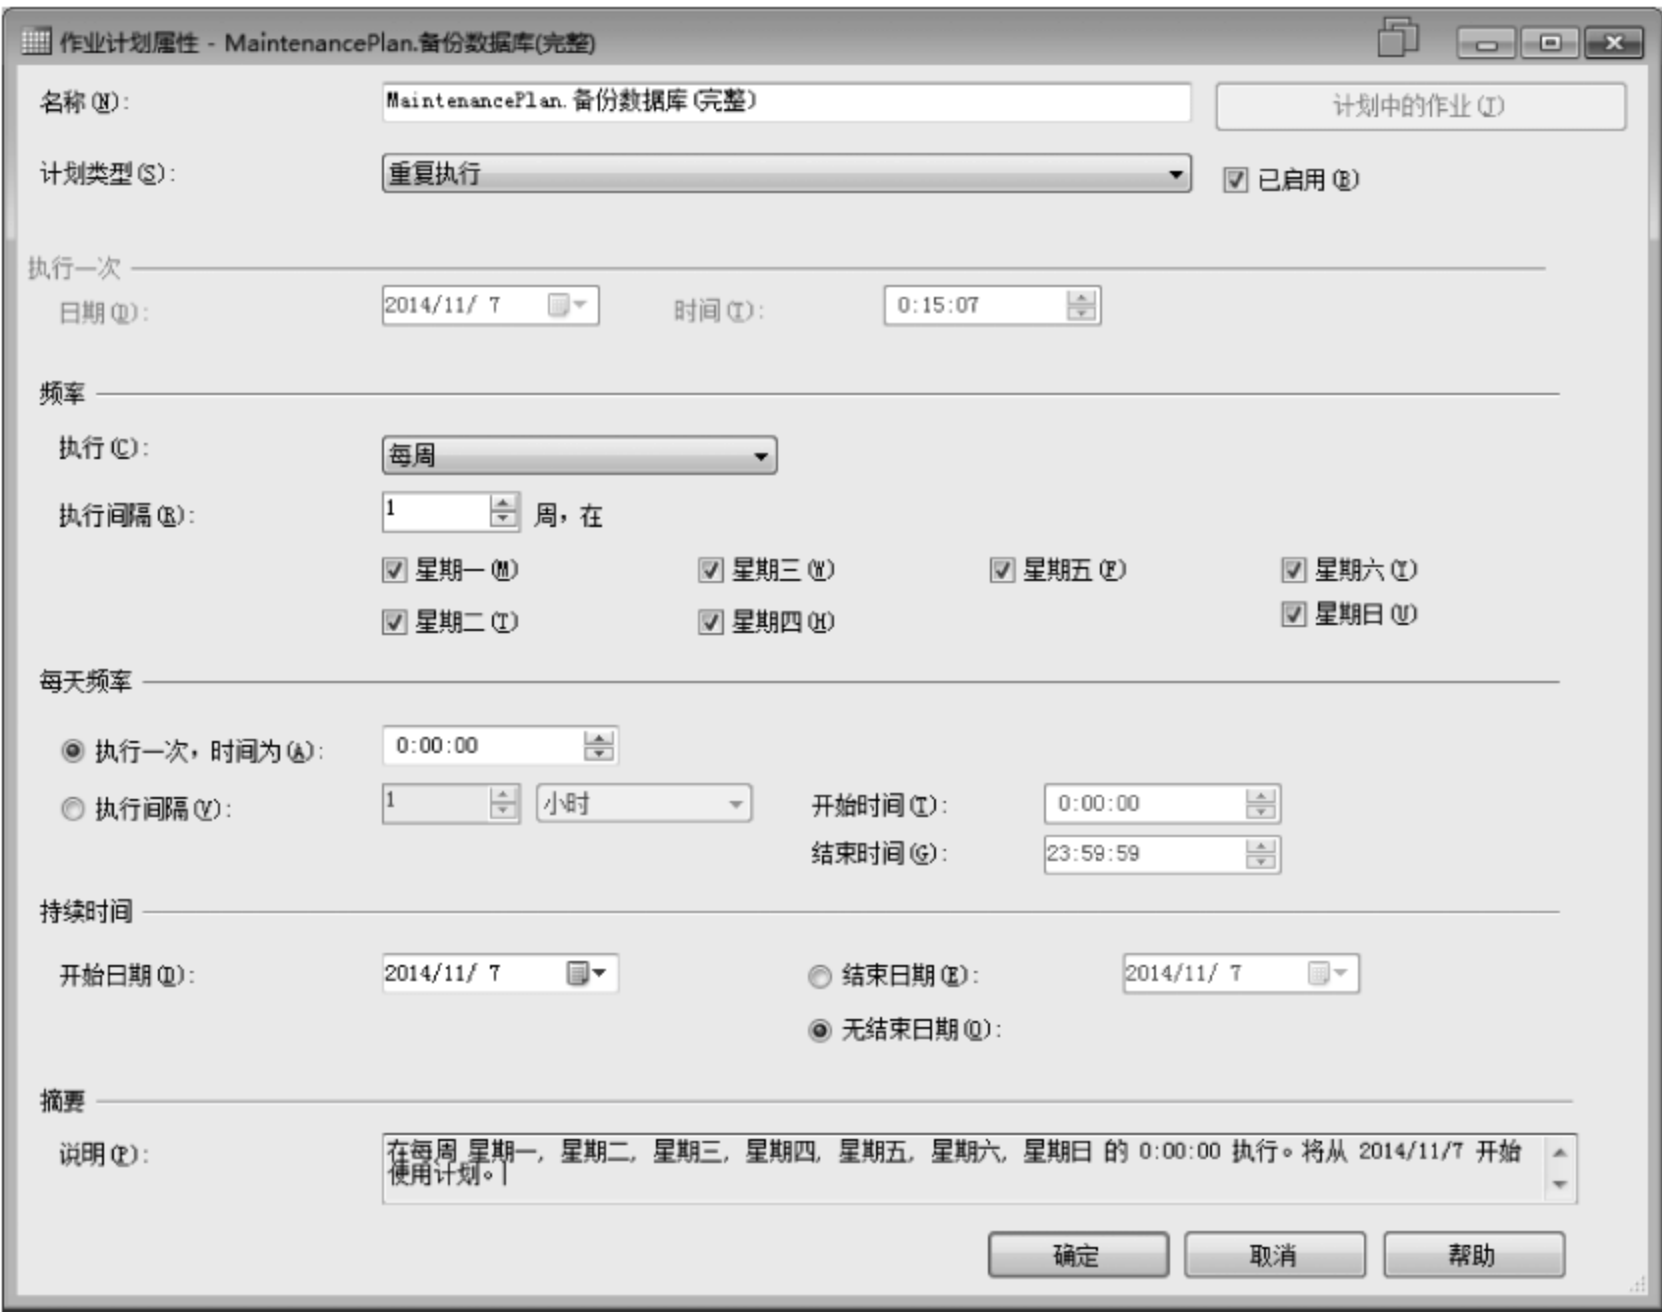 作业计划属性 - MaintenancePlan.备份数据库(完整)
名称(N): MaintenancePlan.备份数据库(完整) 计划中的作业(J)
计划类型(S): 重复执行 已启用(B)
执行一次
日期(D): 2014/11/ 7 时间(T): 0:15:07
频率
执行(C): 每周
执行间隔(R): 1 周，在
星期一(M) 星期三(W) 星期五(F) 星期六(Y)
星期二(T) 星期四(H) 星期日(U)
每天频率
执行一次，时间为(A): 0:00:00
执行间隔(V): 1 小时 开始时间(I): 0:00:00
结束时间(G): 23:59:59
持续时间
开始日期(D): 2014/11/ 7 结束日期(E): 2014/11/ 7
无结束日期(O):
摘要
说明(P): 在每周 星期一, 星期二, 星期三, 星期四, 星期五, 星期六, 星期日 的 0:00:00 执行。将从 2014/11/7 开始
使用计划。
确定 取消 帮助